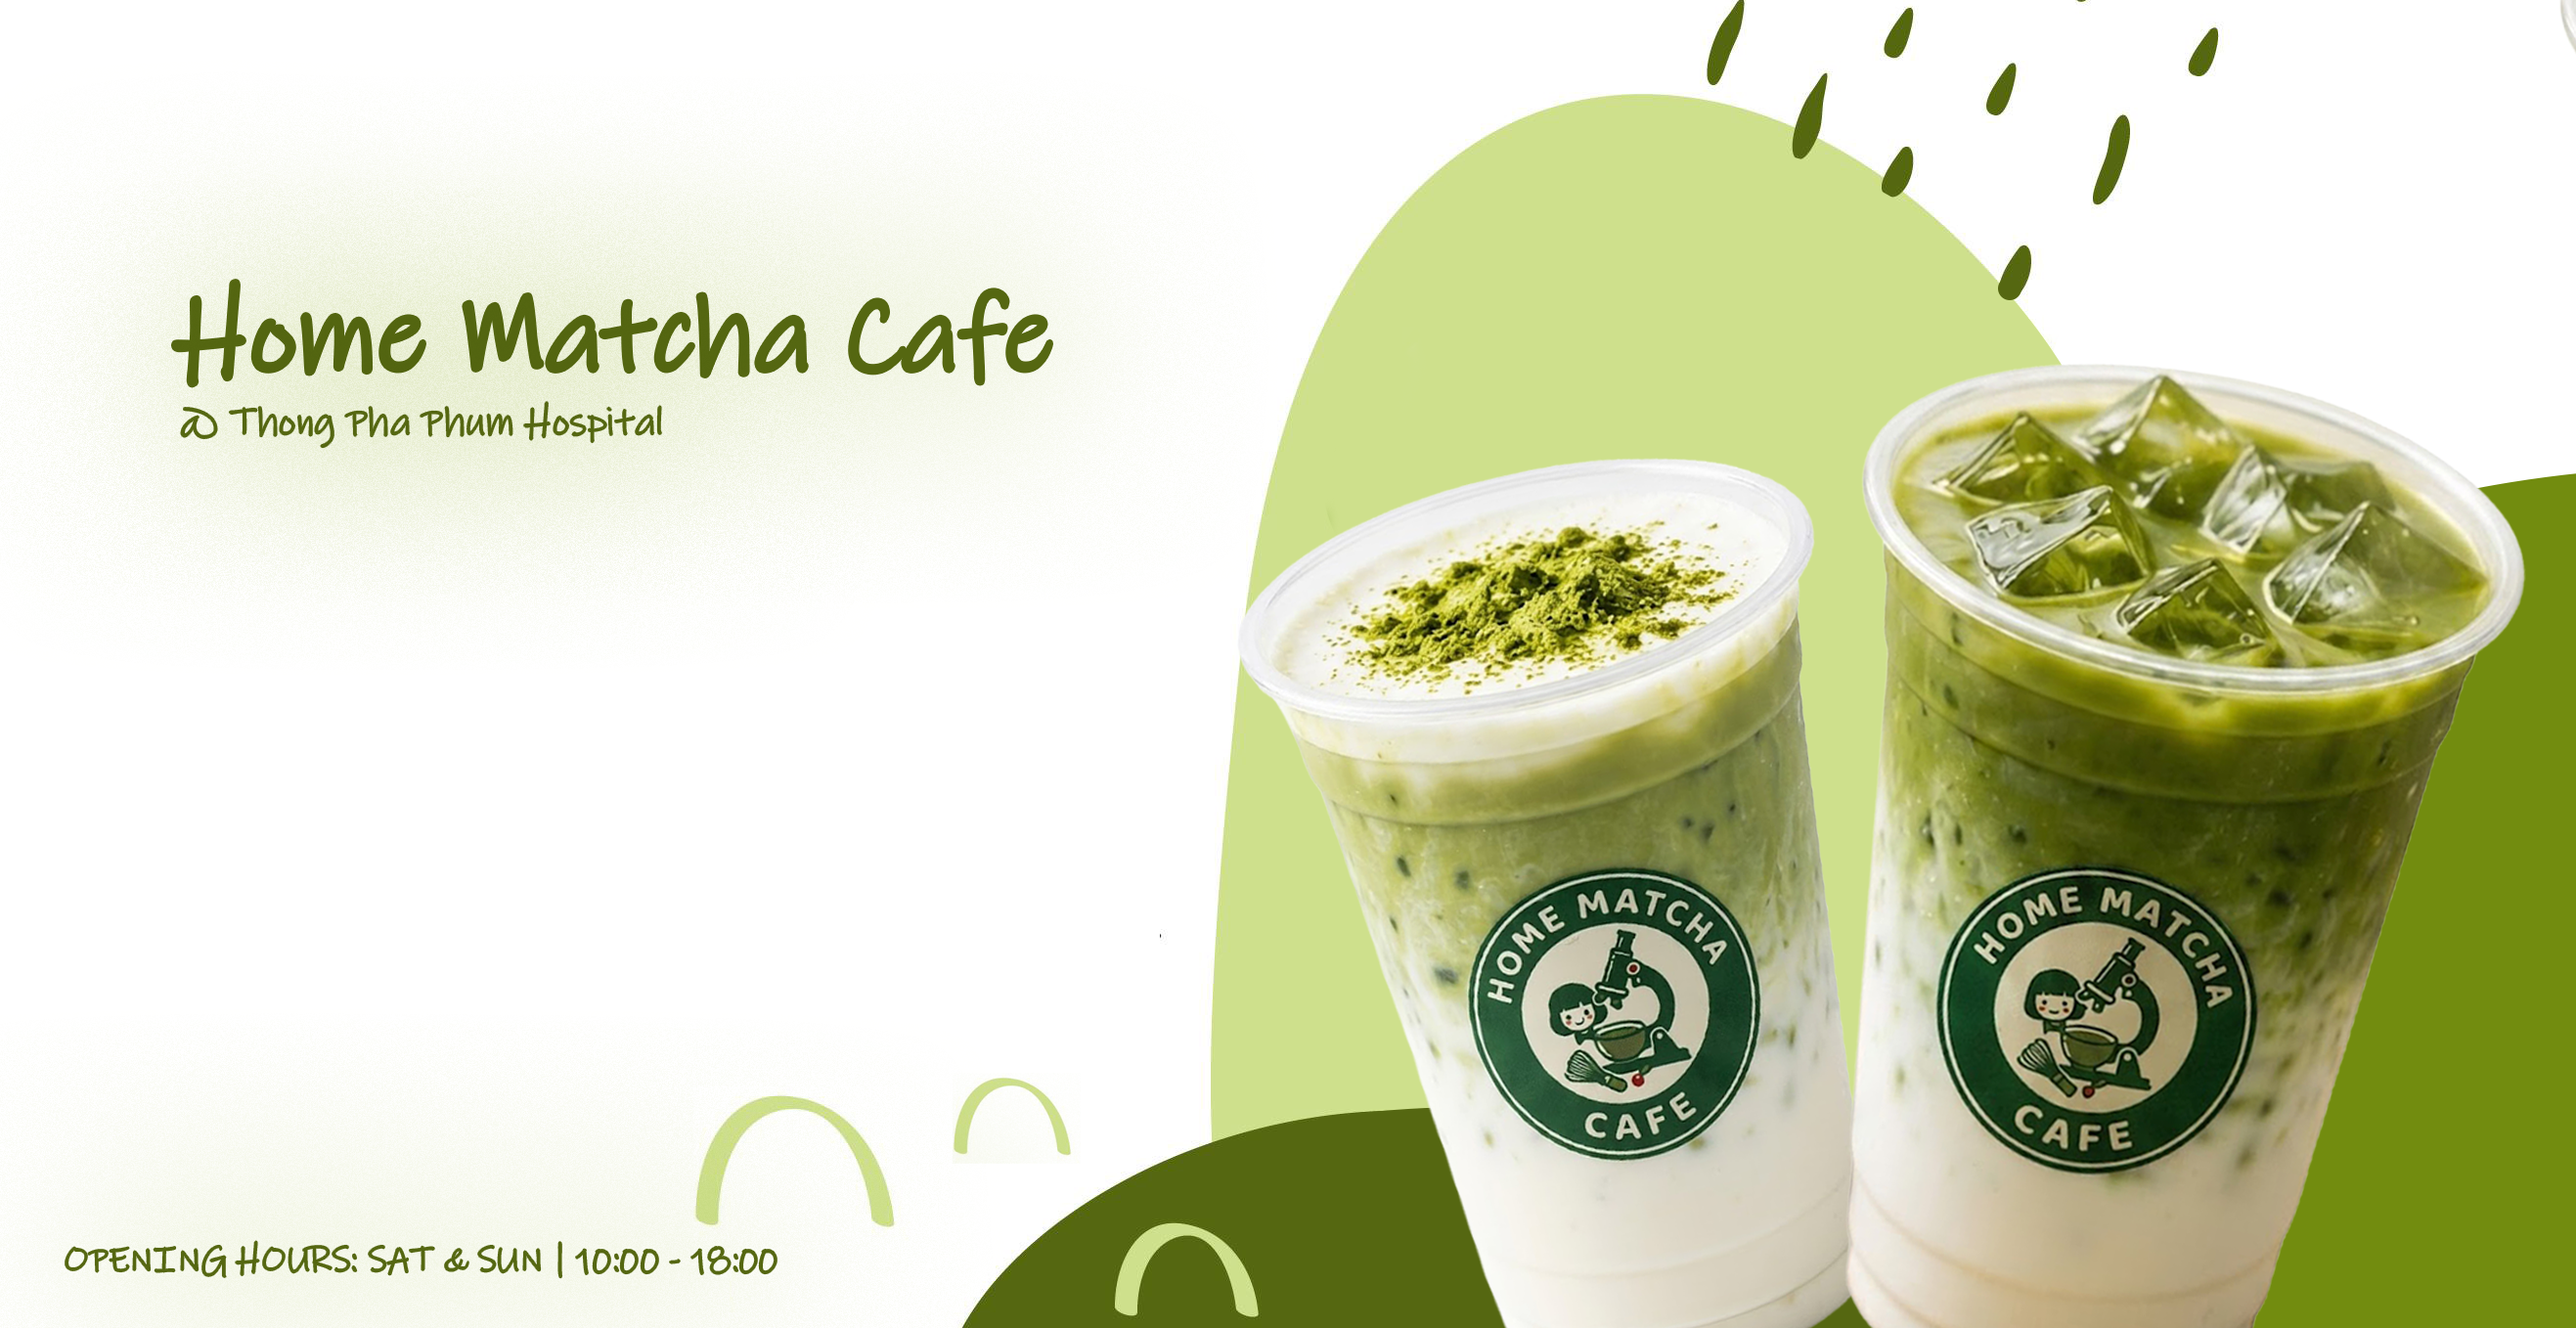 Home Matcha Cafe
@ Thong Pha Phum Hospital
HOME MATCHA
CAFE
HOME MATCHA
CAFE
OPENING HOURS: SAT & SUN | 10:00 - 18:00